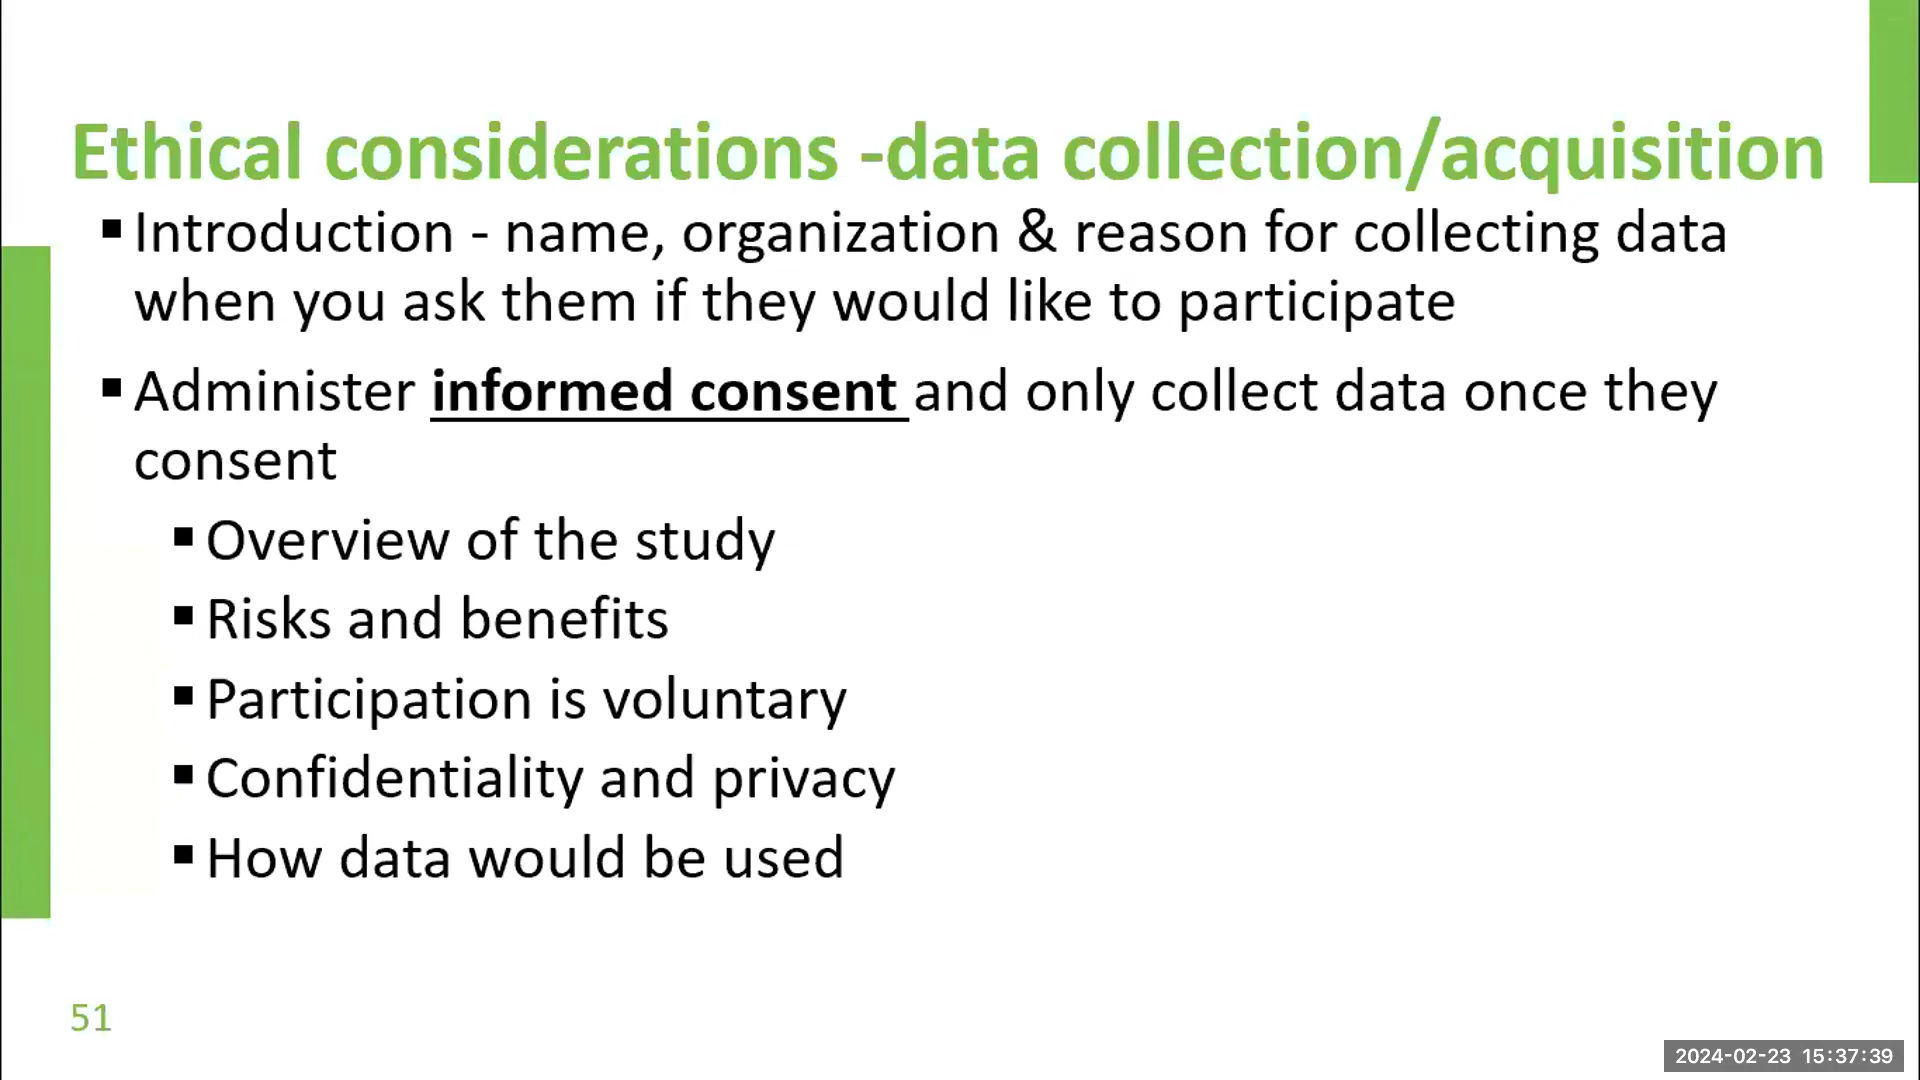 Ethical considerations -data collection/acquisition
▪ Introduction - name, organization & reason for collecting data
when you ask them if they would like to participate
▪ Administer informed consent and only collect data once they
consent
▪ Overview of the study
▪ Risks and benefits
▪ Participation is voluntary
▪ Confidentiality and privacy
▪ How data would be used
51
2024-02-23 15:37:39